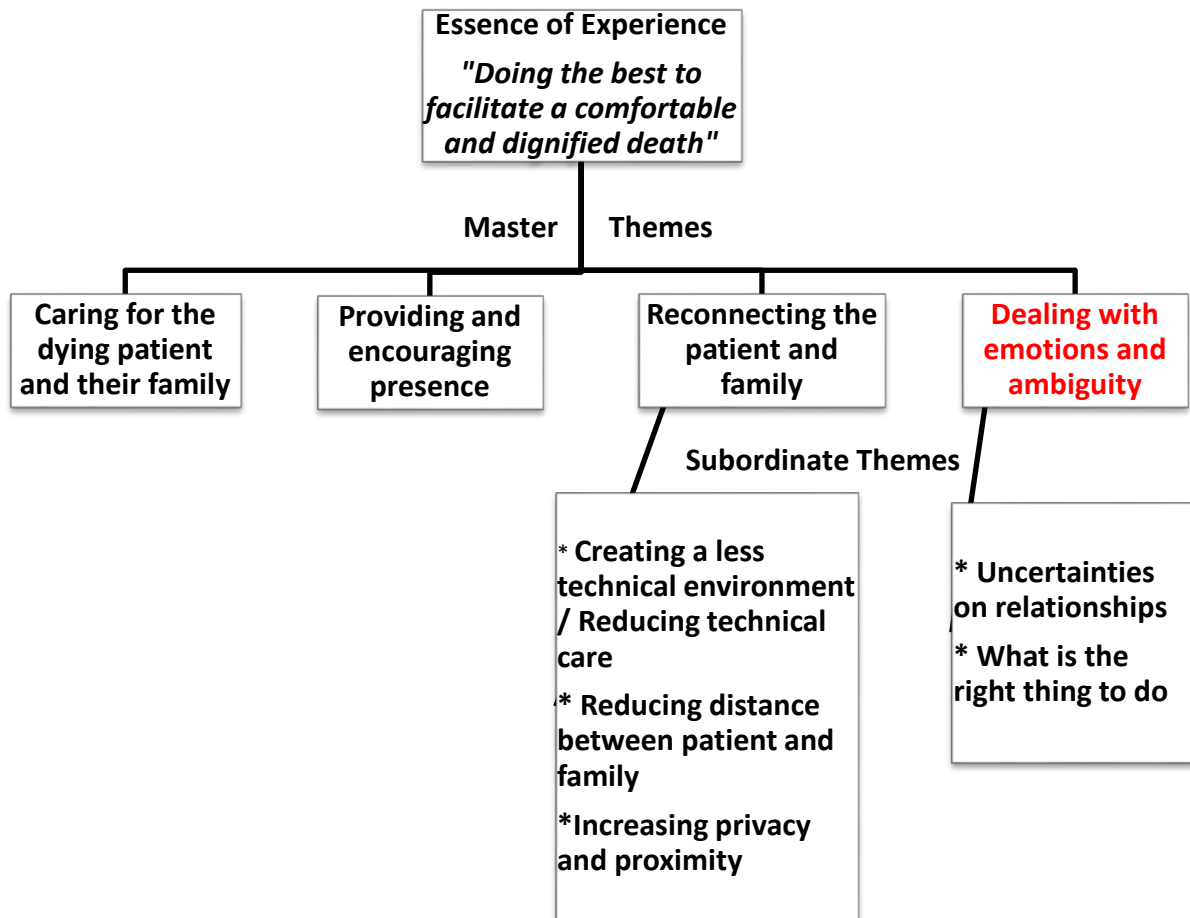 Essence of Experience
"Doing the best to
facilitate a comfortable
and dignified death"
Master Themes
Caring for the
dying patient
and their family
Providing and
encouraging
presence
Reconnecting the
patient and
family
Dealing with
emotions and
ambiguity
Subordinate Themes
* Creating a less
technical environment
/ Reducing technical
care
* Reducing distance
between patient and
family
*Increasing privacy
and proximity
* Uncertainties
on relationships
* What is the
right thing to do